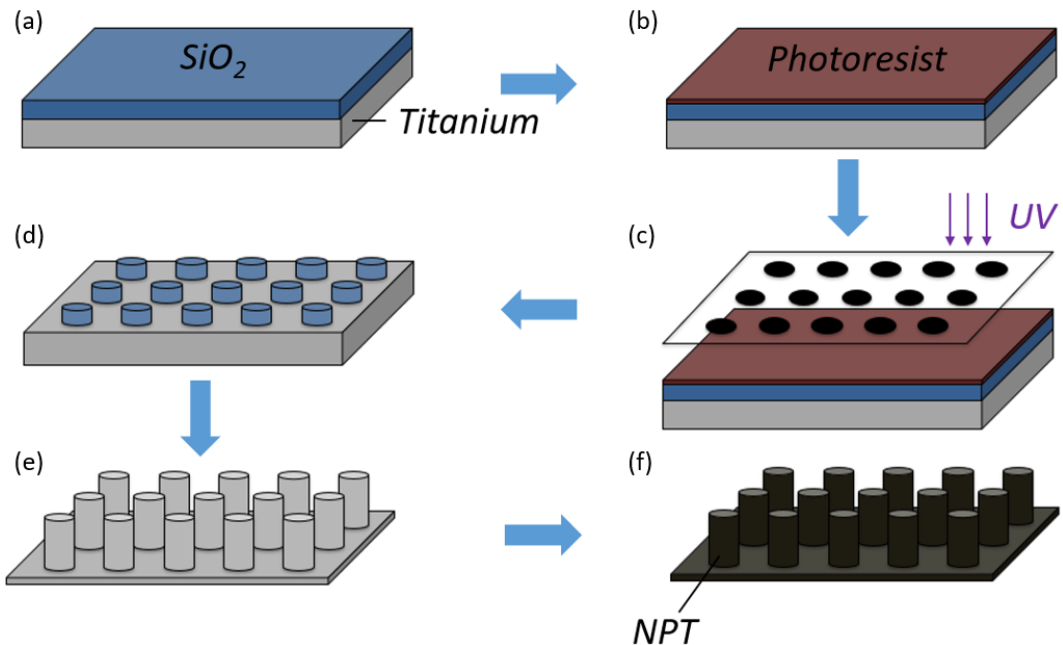 (a)
SiO₂
Titanium
(b)
Photoresist
UV
(c)
(d)
(e)
(f)
NPT